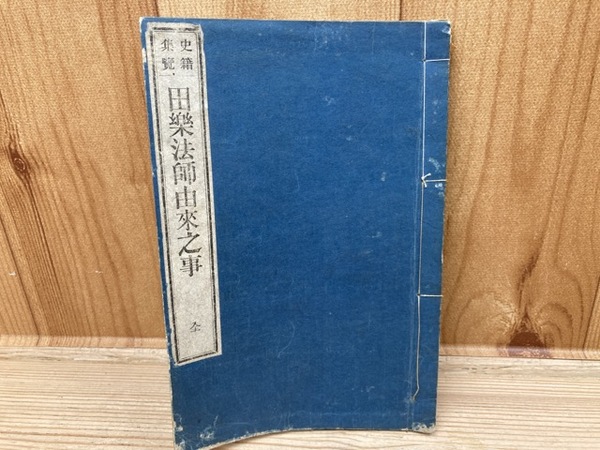 史籍
集覽
田樂法師由來之事
全